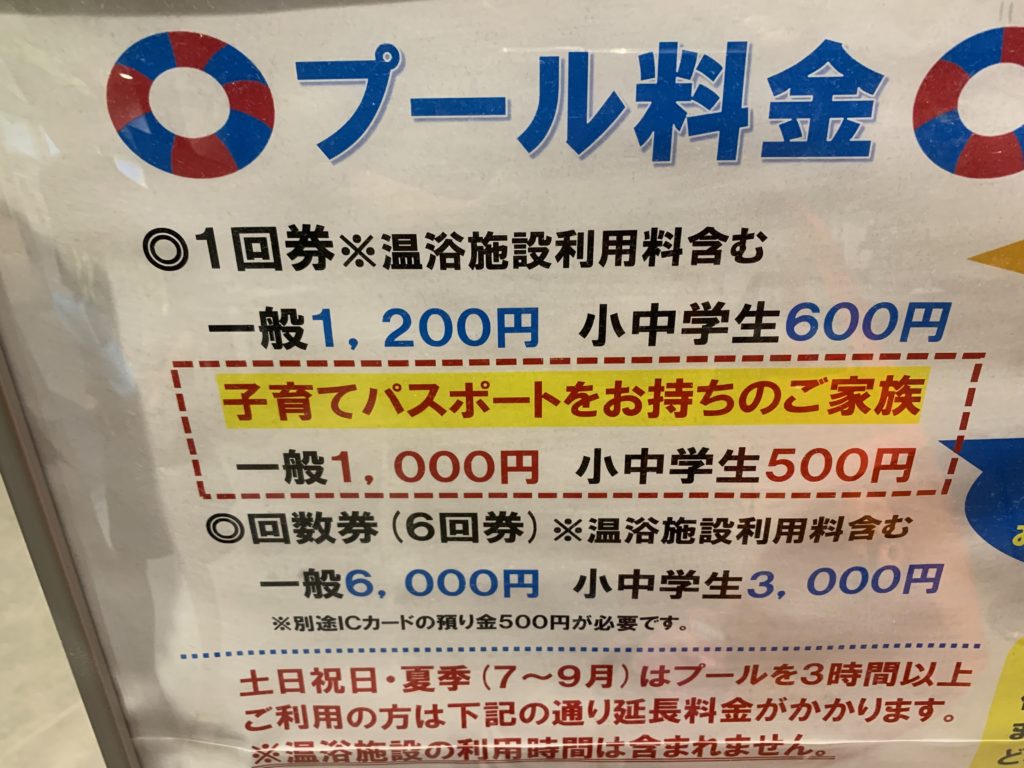 プール料金
◎1回券※温浴施設利用料含む
一般1,200円 小中学生600円
子育てパスポートをお持ちのご家族
一般1,000円 小中学生500円
◎回数券(6回券)※温浴施設利用料含む
一般6,000円 小中学生3,000円
※別途ICカードの預り金500円が必要です。
土日祝日・夏季(7～9月)はプールを3時間以上
ご利用の方は下記の通り延長料金がかかります。
※温浴施設の利用時間は含まれません。